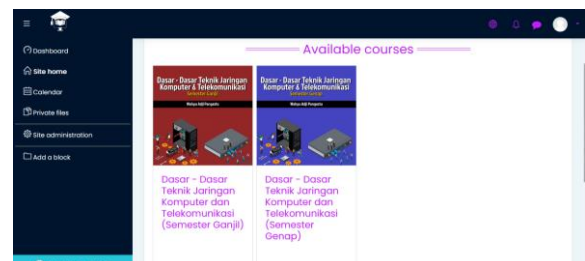 Dashboard
Site home
Calendar
Private files
Site administration
Add a block
Available courses
Dasar - Dasar Teknik Jaringan
Komputer & Telekomunikasi
Semester Ganjil
Dasar - Dasar Teknik Jaringan
Komputer & Telekomunikasi
Semester Genap
Dasar - Dasar
Teknik Jaringan
Komputer dan
Telekomunikasi
(Semester Ganjil)
Dasar - Dasar
Teknik Jaringan
Komputer dan
Telekomunikasi
(Semester
Genap)